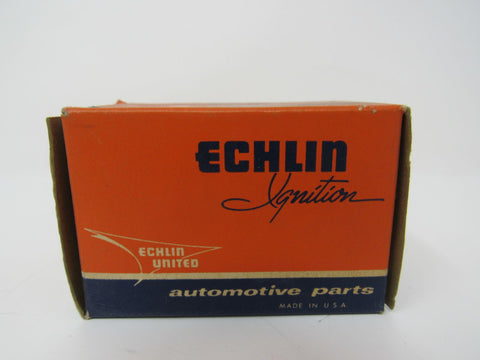 ECHLIN
Ignition
ECHLIN
UNITED
automotive parts
MADE IN U.S.A.